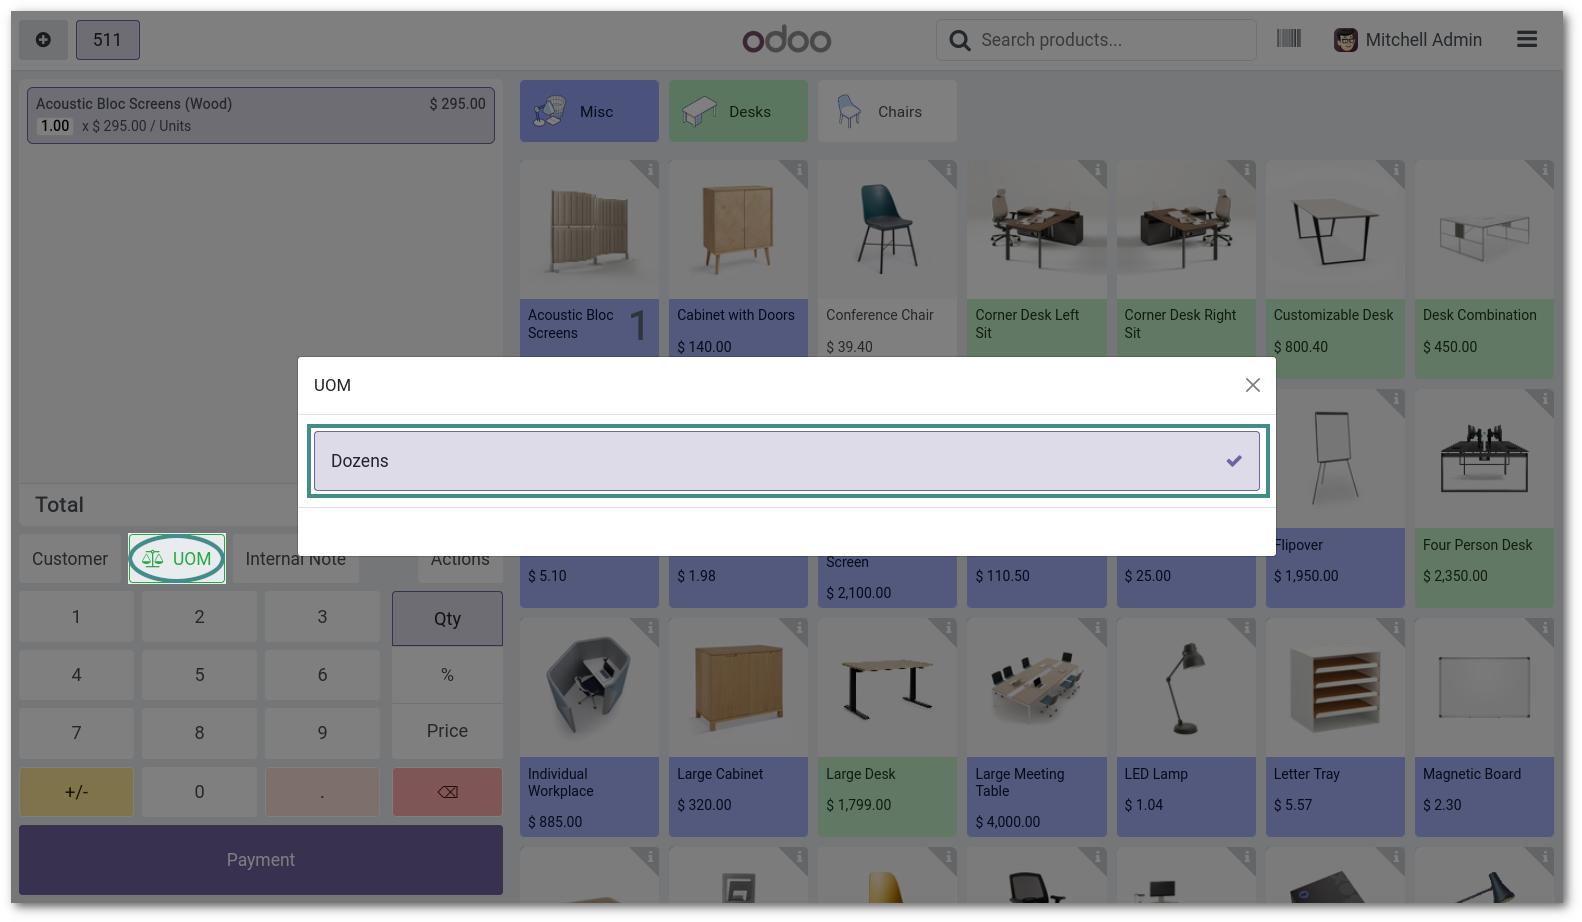 511
odoo
Search products...
Mitchell Admin
Acoustic Bloc Screens (Wood)
$ 295.00
1.00 x $ 295.00 / Units
Misc
Desks
Chairs
Acoustic Bloc
Screens
1
Cabinet with Doors
$ 140.00
Conference Chair
$ 39.40
Corner Desk Left
Sit
Corner Desk Right
Sit
Customizable Desk
$ 800.40
Desk Combination
$ 450.00
UOM
Dozens
Total
Customer
UOM
Internal Note
Actions
$ 5.10
$ 1.98
Screen
$ 2,100.00
$ 110.50
$ 25.00
Flipover
$ 1,950.00
Four Person Desk
$ 2,350.00
1
2
3
Qty
4
5
6
%
7
8
9
Price
+/-
0
.
Payment
Individual
Workplace
$ 885.00
Large Cabinet
$ 320.00
Large Desk
$ 1,799.00
Large Meeting
Table
$ 4,000.00
LED Lamp
$ 1.04
Letter Tray
$ 5.57
Magnetic Board
$ 2.30